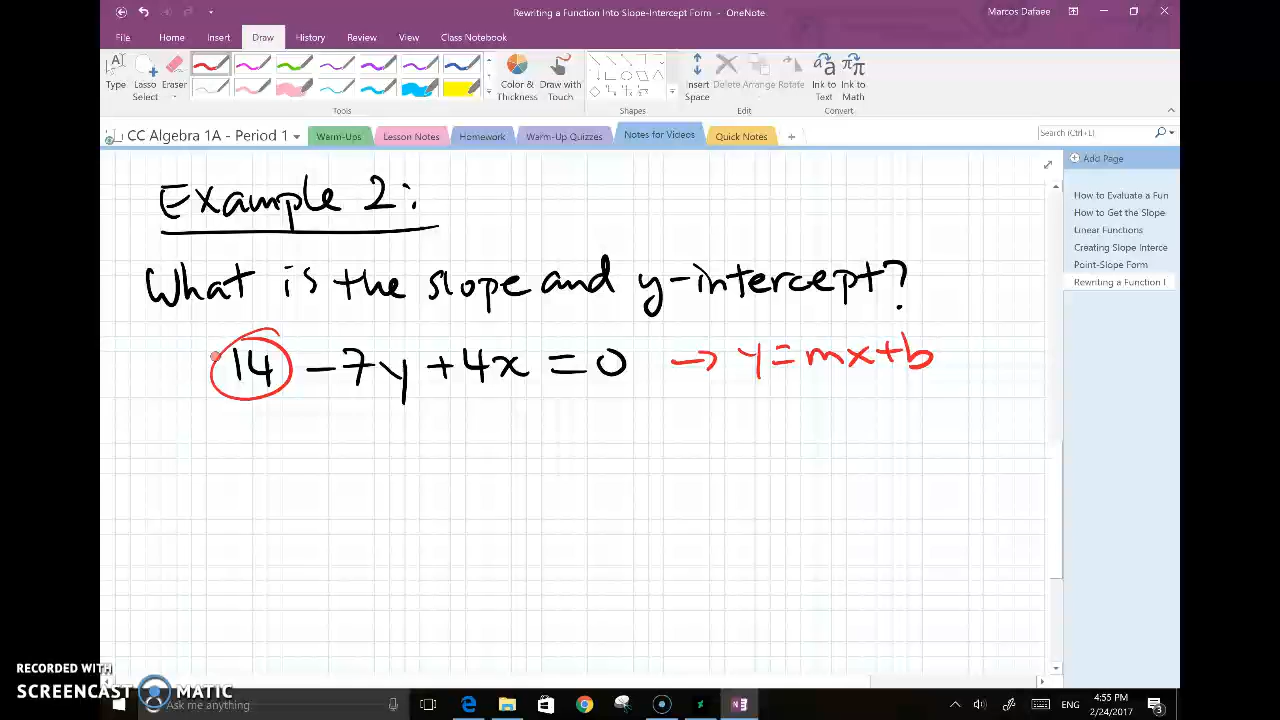 Rewriting a Function Into Slope-Intercept Form - OneNote
Marcos Dafaee
File Home Insert Draw History Review View Class Notebook
Type Lasso Select Eraser Color & Thickness Draw with Touch Insert Space Delete Arrange Rotate Ink to Text Ink to Math
Tools Shapes Edit Convert
CC Algebra 1A - Period 1 Warm-Ups Lesson Notes Homework Warm-Up Quizzes Notes for Videos Quick Notes + Search (Ctrl+E)
Add Page
How to Evaluate a Fun
How to Get the Slope
Linear Functions
Creating Slope Interce
Point-Slope Form
Rewriting a Function I
Example 2:
What is the slope and y-intercept?
14 - 7y + 4x = 0 → y = mx + b
RECORDED WITH
SCREENCAST MATIC
Ask me anything
ENG
4:55 PM
2/24/2017
3